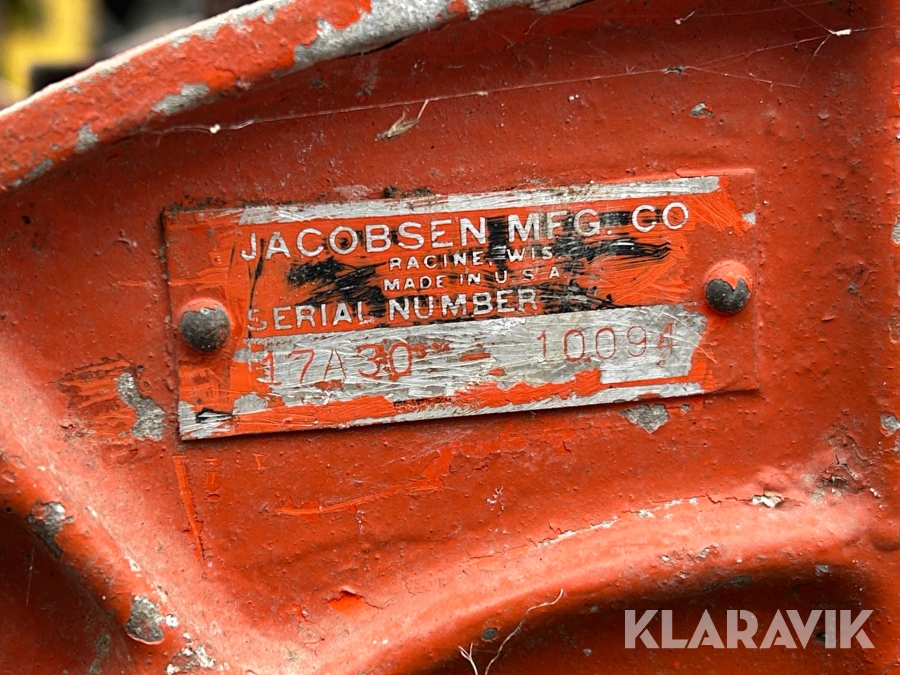 JACOBSEN MFG. CO
RACINE, WIS.
MADE IN U.S.A.
SERIAL NUMBER
17A30 10094
KLARAVIK